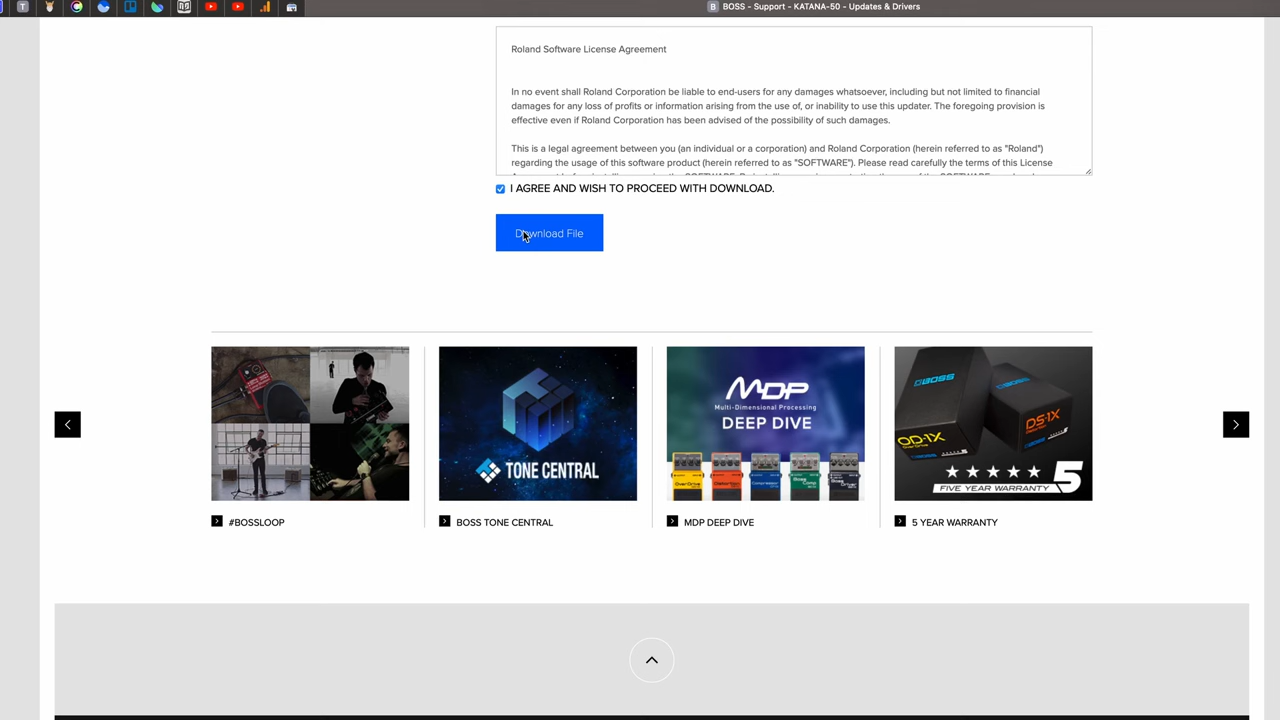 BOSS - Support - KATANA-50 - Updates & Drivers
Roland Software License Agreement
In no event shall Roland Corporation be liable to end-users for any damages whatsoever, including but not limited to financial
damages for any loss of profits or information arising from the use of, or inability to use this updater. The foregoing provision is
effective even if Roland Corporation has been advised of the possibility of such damages.
This is a legal agreement between you (an individual or a corporation) and Roland Corporation (herein referred to as "Roland")
regarding the usage of this software product (herein referred to as "SOFTWARE"). Please read carefully the terms of this License
I AGREE AND WISH TO PROCEED WITH DOWNLOAD.
Download File
TONE CENTRAL
MDP
Multi-Dimensional Processing
DEEP DIVE
OverDrive
Distortion
BOSS
BOSS
OD-1X
DS-1X
5
FIVE YEAR WARRANTY
#BOSSLOOP
BOSS TONE CENTRAL
MDP DEEP DIVE
5 YEAR WARRANTY